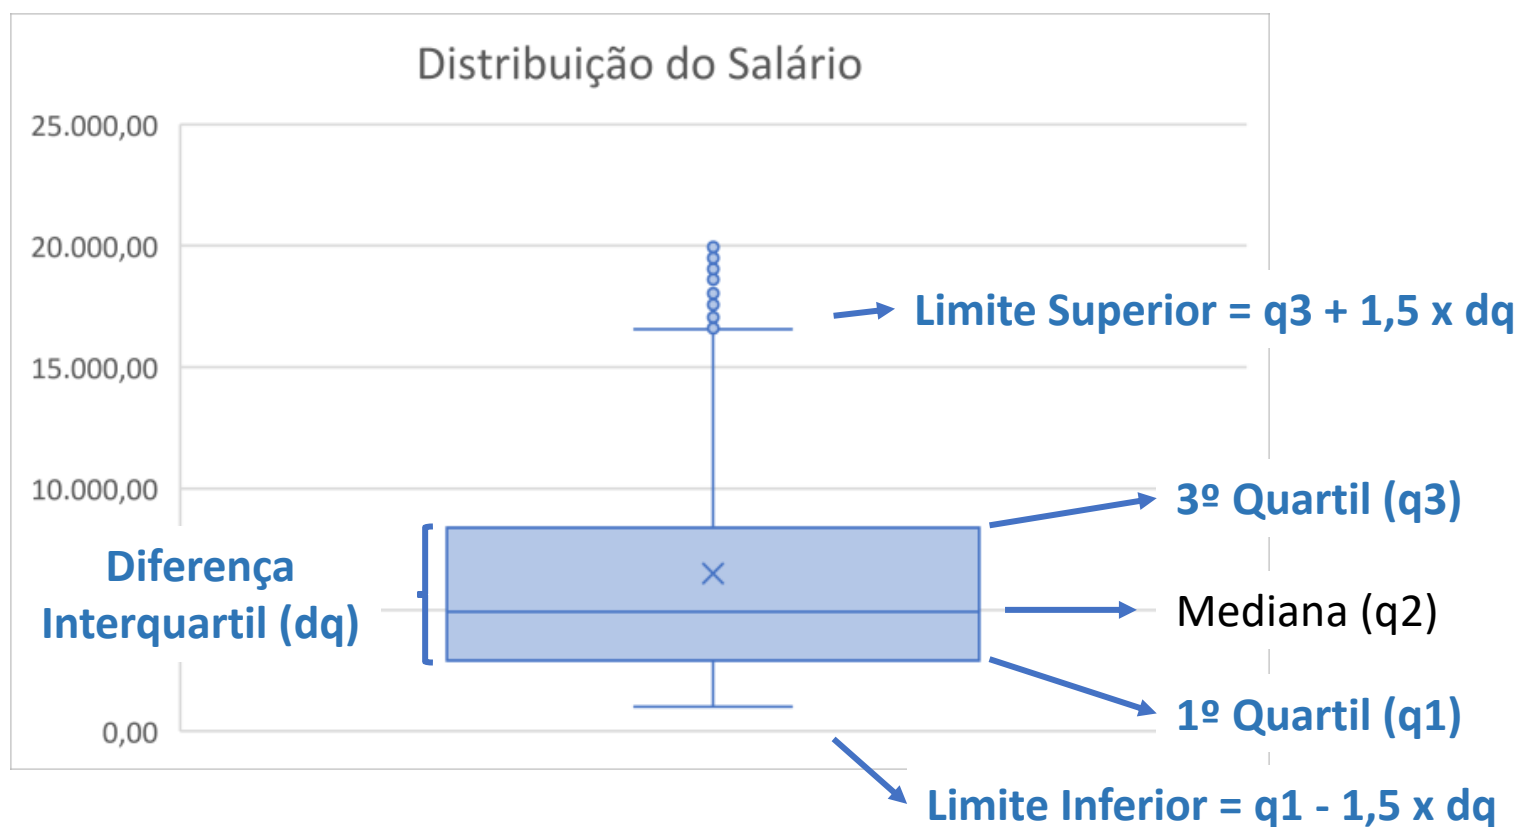 Distribuição do Salário
25.000,00
20.000,00
Limite Superior = q3 + 1,5 x dq
15.000,00
10.000,00
3º Quartil (q3)
Diferença
Interquartil (dq)
Mediana (q2)
1º Quartil (q1)
0,00
Limite Inferior = q1 - 1,5 x dq